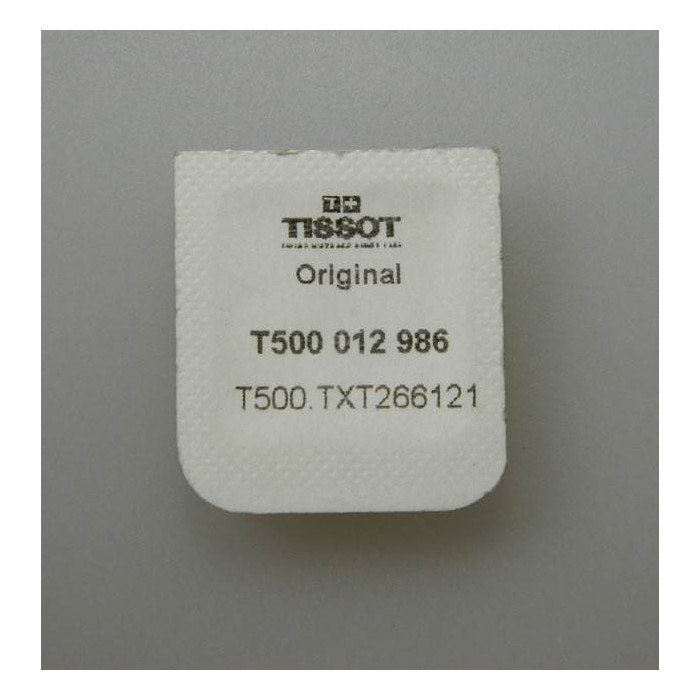 T+
TISSOT
Original
T500 012 986
T500.TXT266121